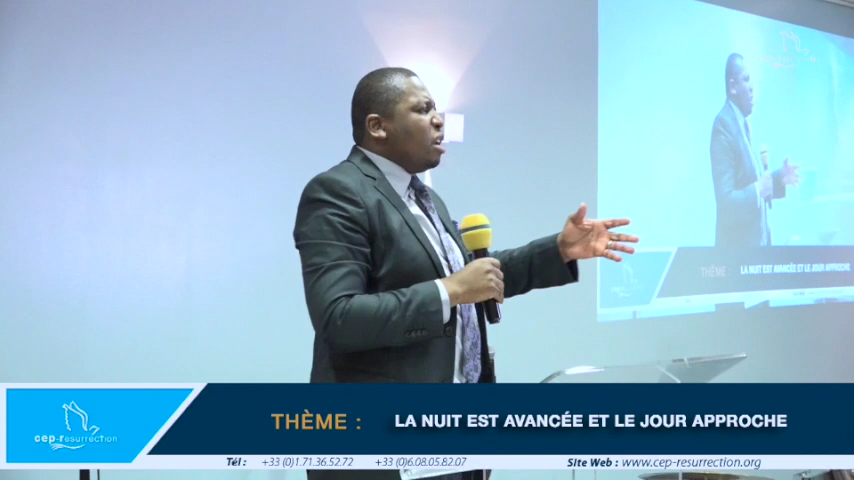 THÈME : LA NUIT EST AVANCÉE ET LE JOUR APPROCHE
THÈME : LA NUIT EST AVANCÉE ET LE JOUR APPROCHE
cep-résurrection
Tél : +33 (0)1.71.36.52.72 +33 (0)6.08.05.82.07 Site Web : www.cep-resurrection.org